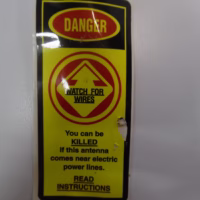 DANGER
WATCH FOR
WIRES
You can be
KILLED
if this antenna
comes near electric
power lines.
READ
INSTRUCTIONS